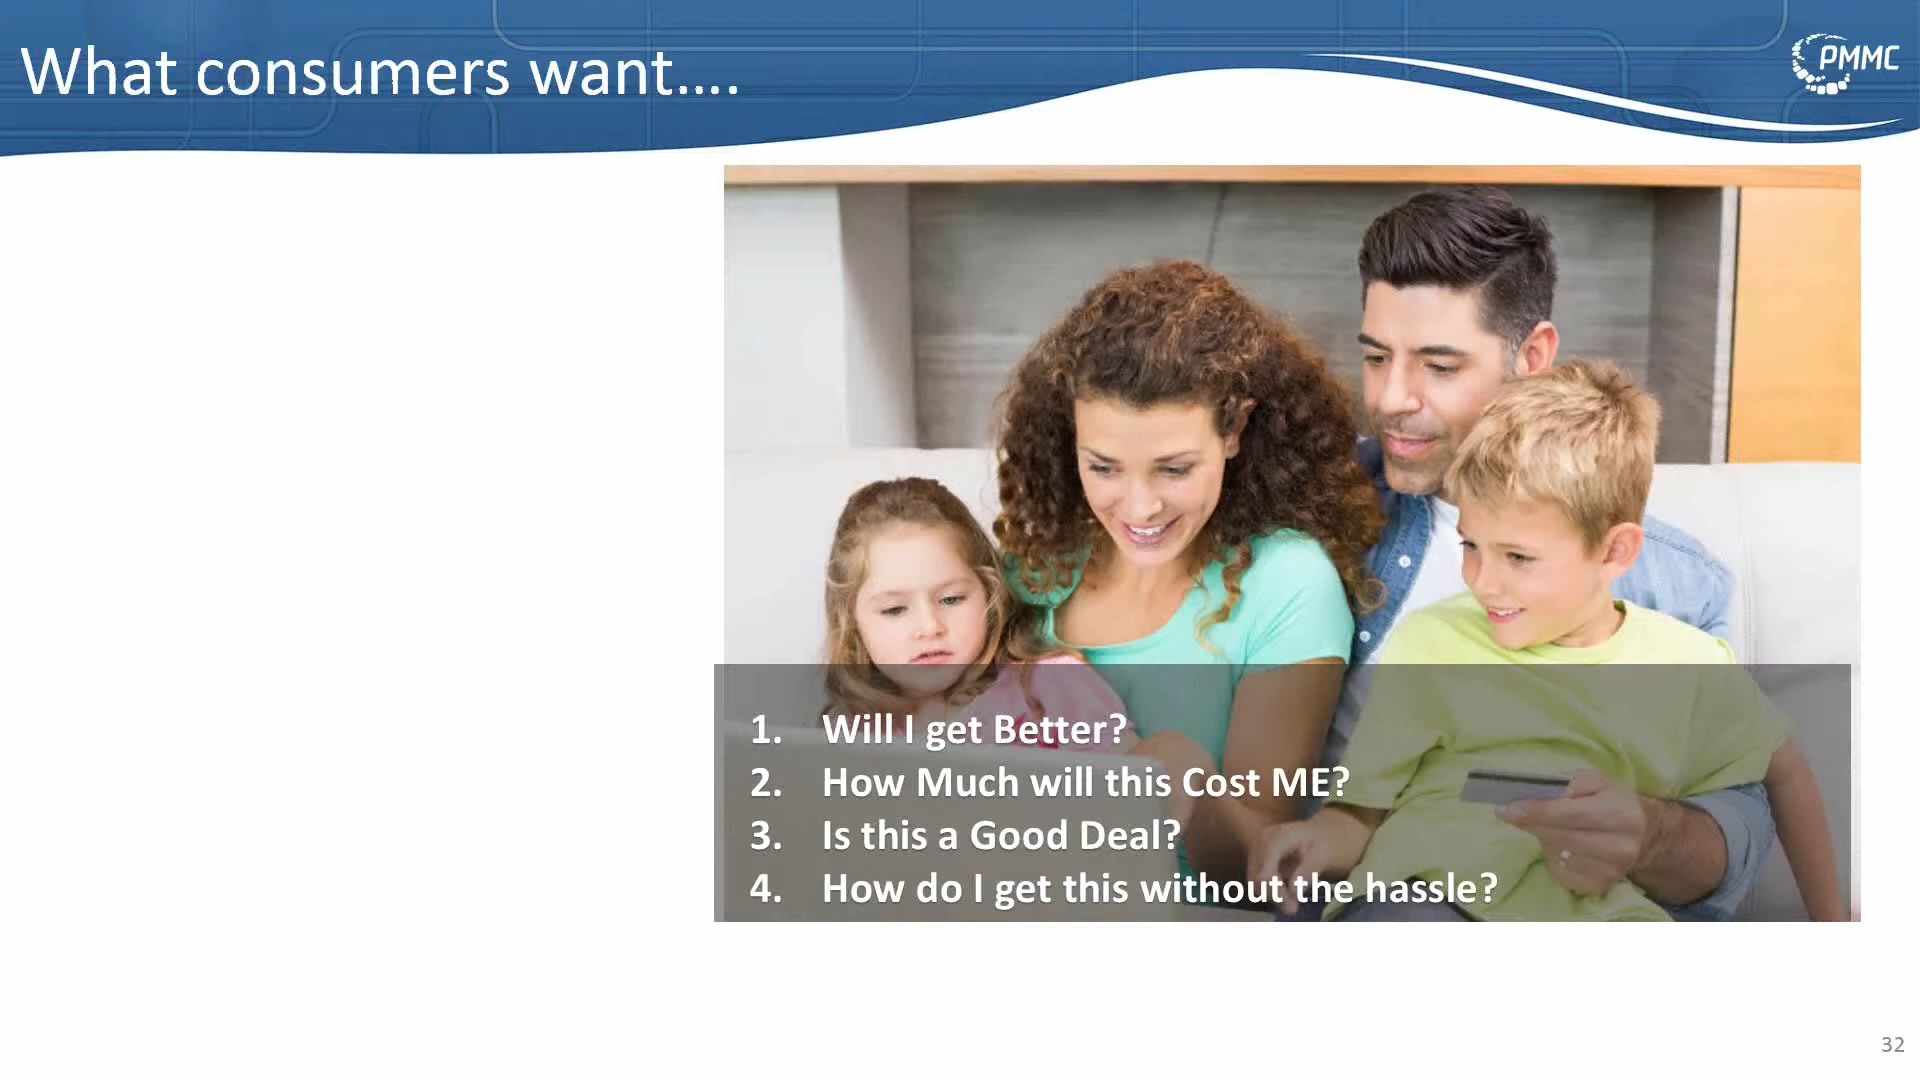 What consumers want....
PMMC
1. Will I get Better?
2. How Much will this Cost ME?
3. Is this a Good Deal?
4. How do I get this without the hassle?
32